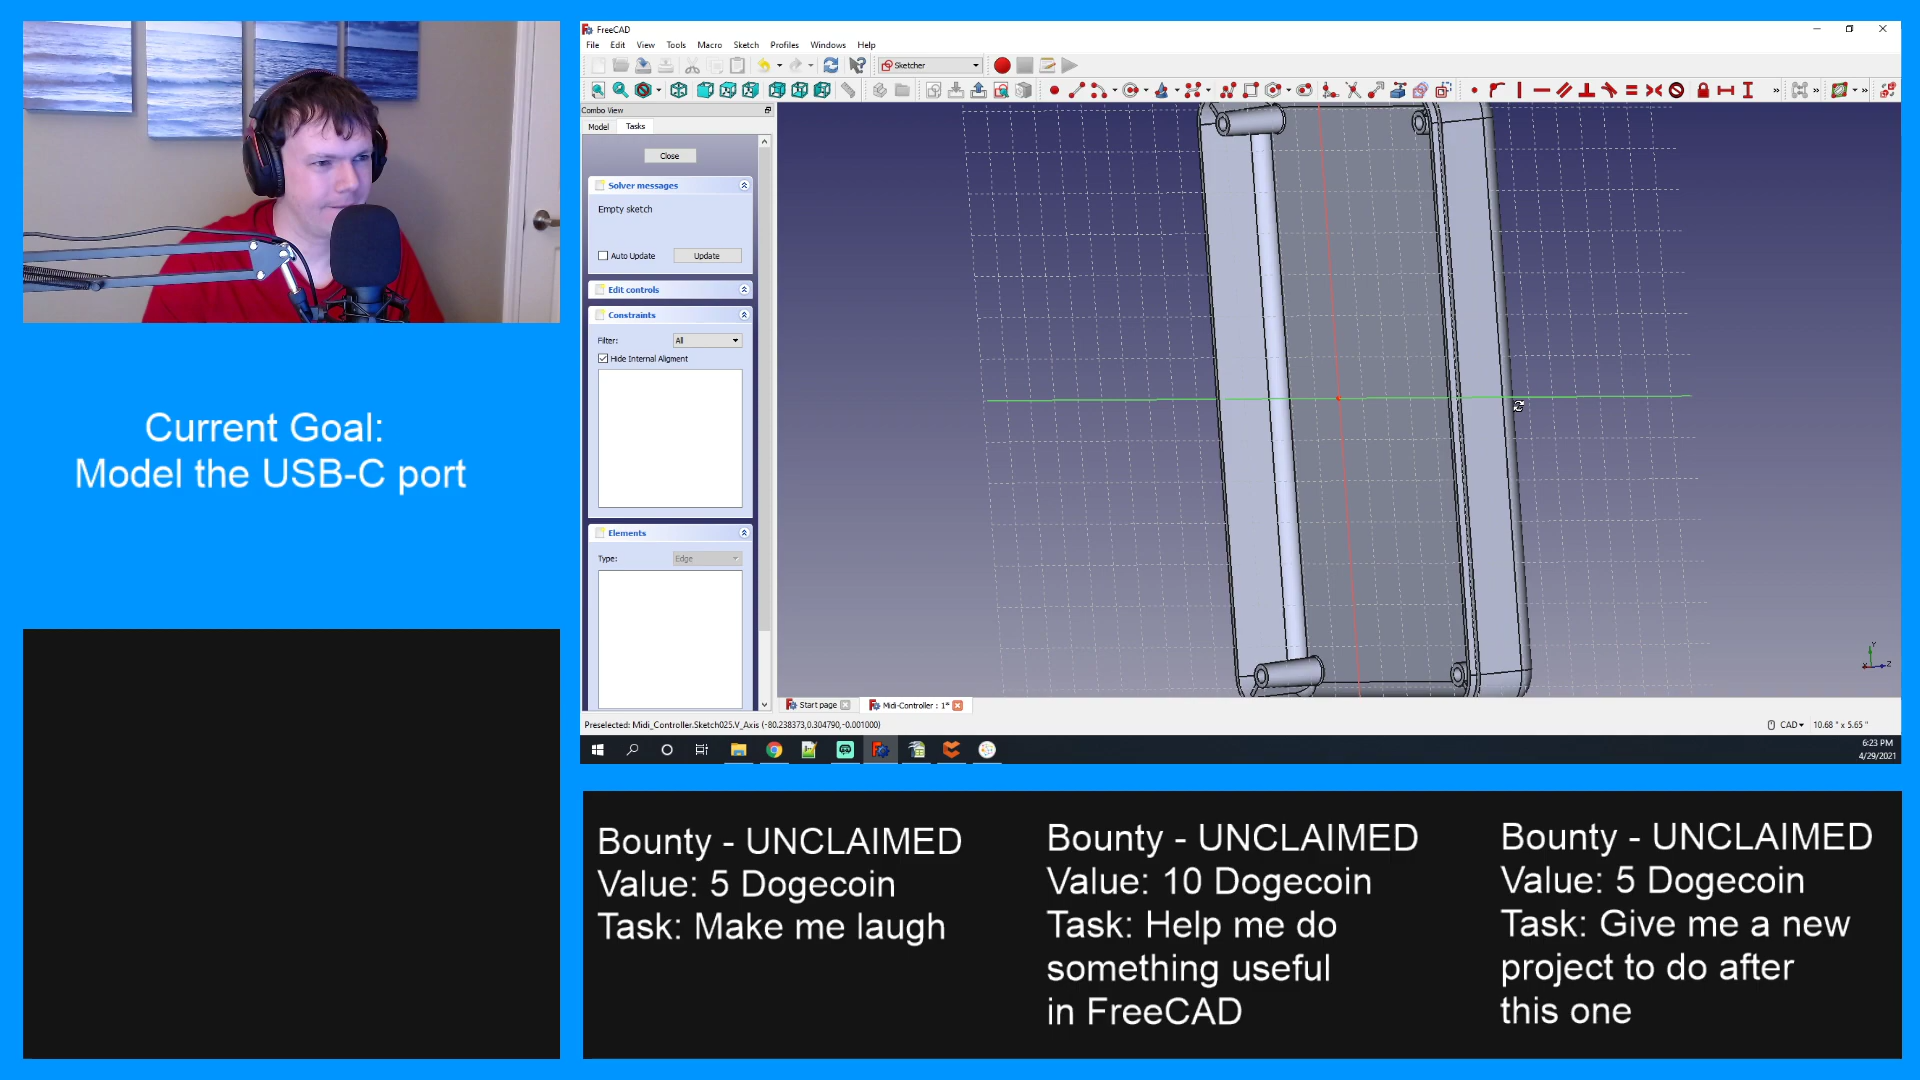 FreeCAD
File Edit View Tools Macro Sketch Profiles Windows Help
Sketcher
Combo View
Model Tasks
Close
Solver messages
Empty sketch
Auto Update Update
Edit controls
Constraints
Filter: All
Hide Internal Aligment
Elements
Type: Edge
Start page Midi-Controller : 1*
Preselected: Midi_Controller.Sketch025.V_Axis (-80.238373,0.304790,-0.001000)
CAD 10.68 " x 5.65 "
6:23 PM
4/29/2021
Current Goal:
Model the USB-C port
Bounty - UNCLAIMED
Value: 5 Dogecoin
Task: Make me laugh
Bounty - UNCLAIMED
Value: 10 Dogecoin
Task: Help me do
something useful
in FreeCAD
Bounty - UNCLAIMED
Value: 5 Dogecoin
Task: Give me a new
project to do after
this one